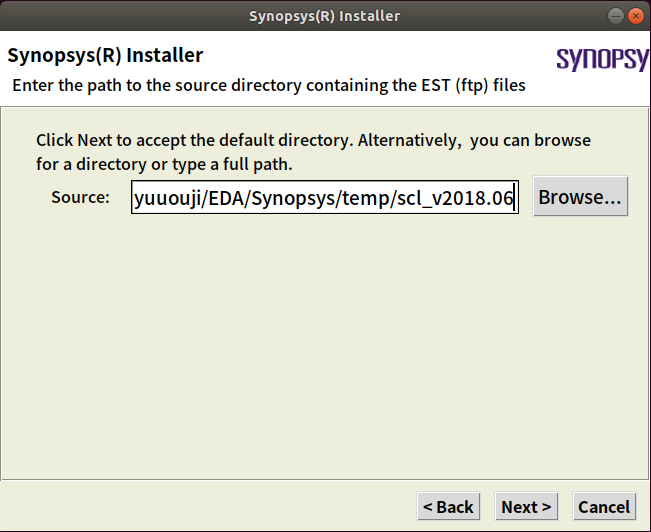 Synopsys(R) Installer
Synopsys(R) Installer
SYNOPSY
Enter the path to the source directory containing the EST (ftp) files
Click Next to accept the default directory. Alternatively, you can browse
for a directory or type a full path.
Source: yuuouji/EDA/Synopsys/temp/scl_v2018.06 Browse...
< Back Next > Cancel